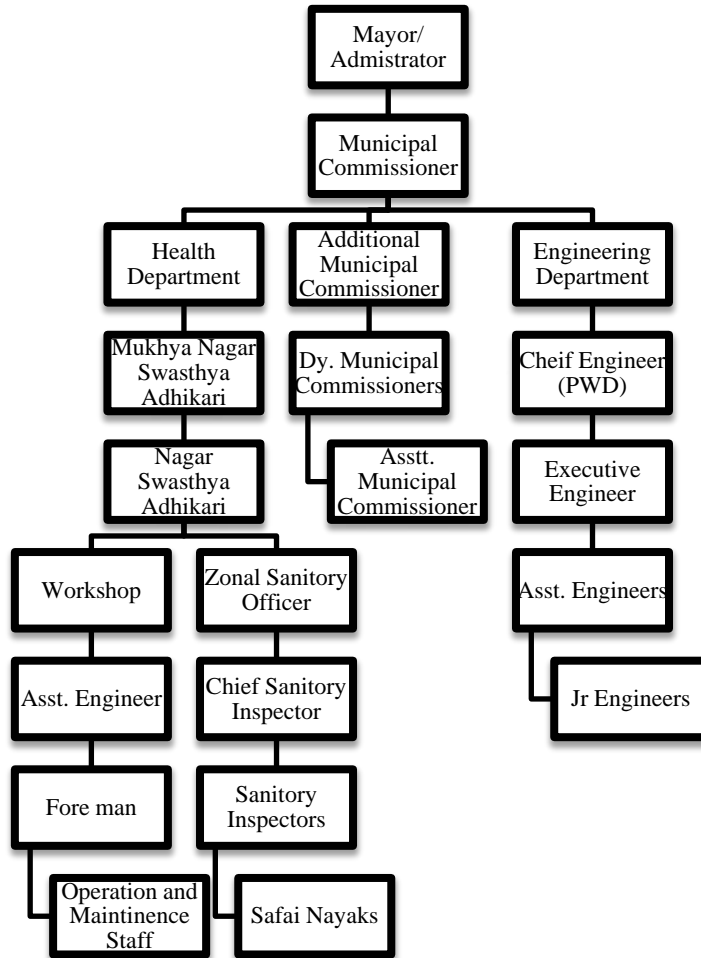 Mayor/
Admistrator
Municipal
Commissioner
Health
Department
Additional
Municipal
Commissioner
Engineering
Department
Mukhya Nagar
Swasthya
Adhikari
Dy. Municipal
Commissioners
Cheif Engineer
(PWD)
Nagar
Swasthya
Adhikari
Asstt.
Municipal
Commissioner
Executive
Engineer
Workshop
Zonal Sanitory
Officer
Asst. Engineers
Asst. Engineer
Chief Sanitory
Inspector
Jr Engineers
Fore man
Sanitory
Inspectors
Operation and
Maintinence
Staff
Safai Nayaks